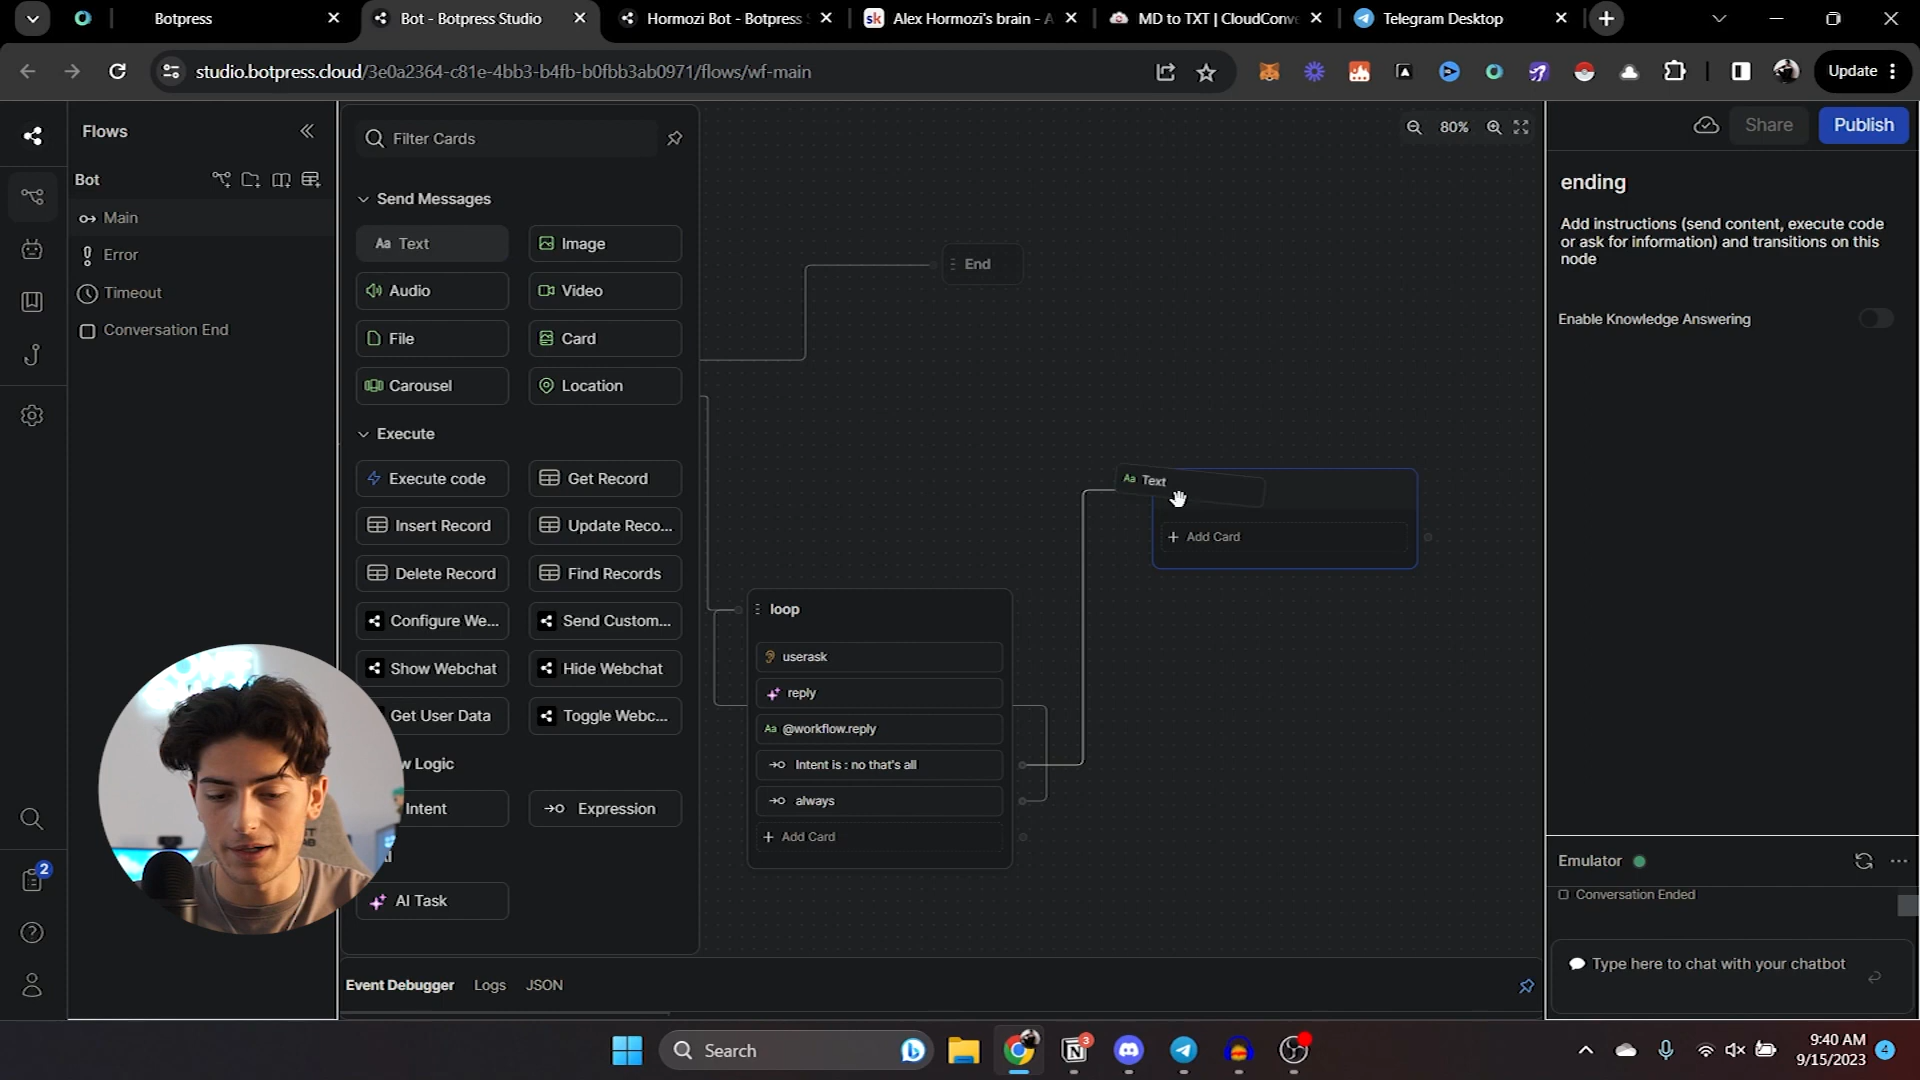 Botpress
Bot - Botpress Studio
Hormozi Bot - Botpress S
Alex Hormozi's brain - A
MD to TXT | CloudConv
Telegram Desktop
studio.botpress.cloud/3e0a2364-c81e-4bb3-b4fb-b0fbb3ab0971/flows/wf-main
Update
Flows
Bot
Main
Error
Timeout
Conversation End
Filter Cards
Send Messages
Aa Text
Image
Audio
Video
File
Card
Carousel
Location
Execute
Execute code
Get Record
Insert Record
Update Reco...
Delete Record
Find Records
Configure We...
Send Custom...
Show Webchat
Hide Webchat
Get User Data
Toggle Webc...
w Logic
Intent
Expression
AI Task
80%
End
Aa Text
+ Add Card
loop
userask
reply
Aa @workflow.reply
Intent is : no that's all
always
+ Add Card
Event Debugger
Logs
JSON
Share
Publish
ending
Add instructions (send content, execute code
or ask for information) and transitions on this
node
Enable Knowledge Answering
Emulator
Conversation Ended
Type here to chat with your chatbot
2
Search
3
9:40 AM
9/15/2023
4